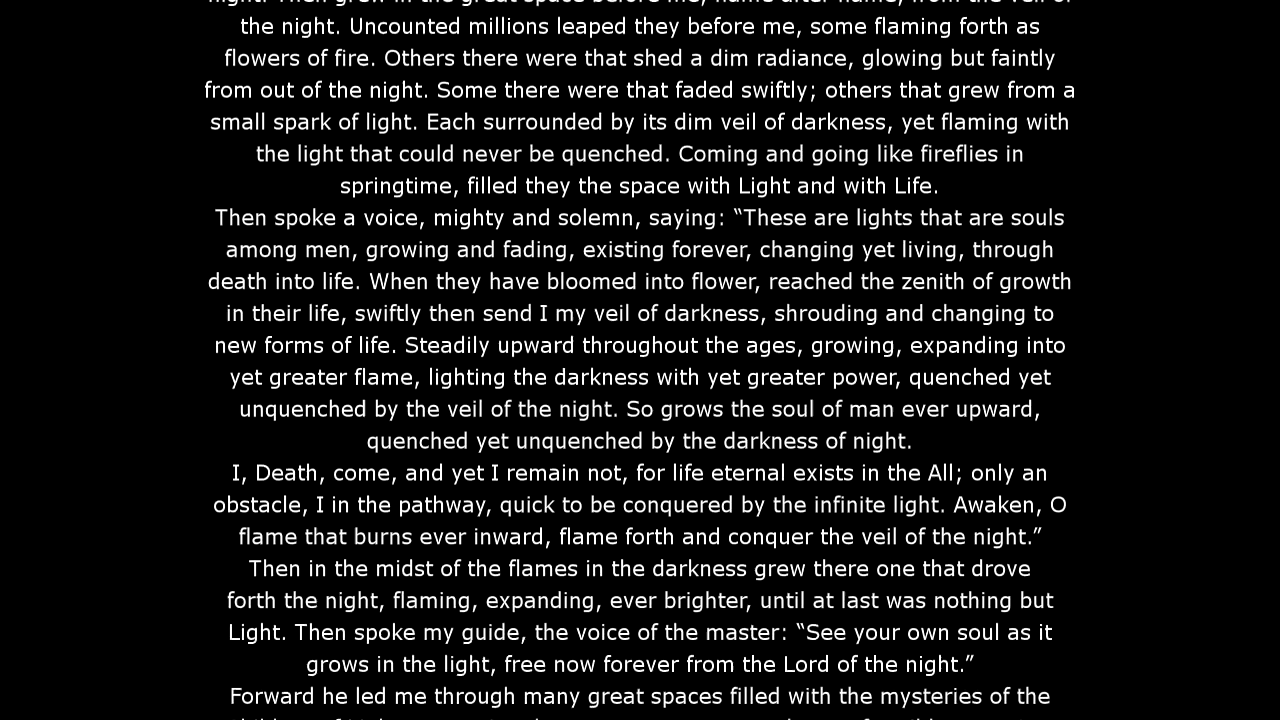 the night. Uncounted millions leaped they before me, some flaming forth as
flowers of fire. Others there were that shed a dim radiance, glowing but faintly
from out of the night. Some there were that faded swiftly; others that grew from a
small spark of light. Each surrounded by its dim veil of darkness, yet flaming with
the light that could never be quenched. Coming and going like fireflies in
springtime, filled they the space with Light and with Life.
Then spoke a voice, mighty and solemn, saying: “These are lights that are souls
among men, growing and fading, existing forever, changing yet living, through
death into life. When they have bloomed into flower, reached the zenith of growth
in their life, swiftly then send I my veil of darkness, shrouding and changing to
new forms of life. Steadily upward throughout the ages, growing, expanding into
yet greater flame, lighting the darkness with yet greater power, quenched yet
unquenched by the veil of the night. So grows the soul of man ever upward,
quenched yet unquenched by the darkness of night.
I, Death, come, and yet I remain not, for life eternal exists in the All; only an
obstacle, I in the pathway, quick to be conquered by the infinite light. Awaken, O
flame that burns ever inward, flame forth and conquer the veil of the night.”
Then in the midst of the flames in the darkness grew there one that drove
forth the night, flaming, expanding, ever brighter, until at last was nothing but
Light. Then spoke my guide, the voice of the master: “See your own soul as it
grows in the light, free now forever from the Lord of the night.”
Forward he led me through many great spaces filled with the mysteries of the